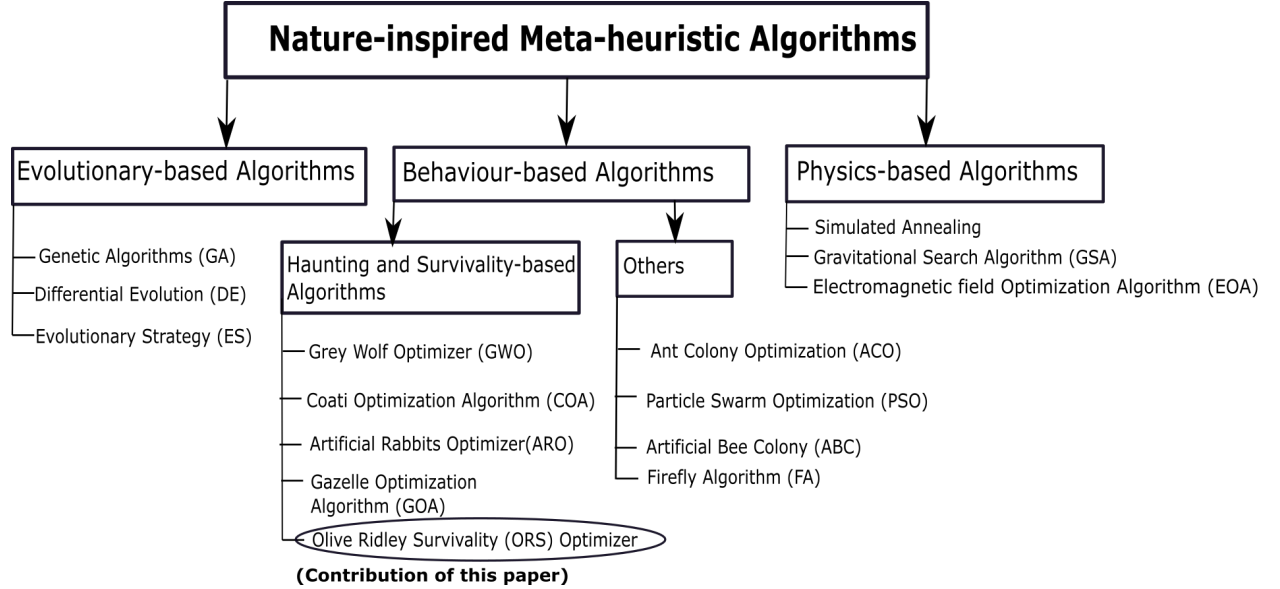 Nature-inspired Meta-heuristic Algorithms
Evolutionary-based Algorithms
Genetic Algorithms (GA)
Differential Evolution (DE)
Evolutionary Strategy (ES)
Behaviour-based Algorithms
Haunting and Survivality-based
Algorithms
Grey Wolf Optimizer (GWO)
Coati Optimization Algorithm (COA)
Artificial Rabbits Optimizer(ARO)
Gazelle Optimization
Algorithm (GOA)
Olive Ridley Survivality (ORS) Optimizer
(Contribution of this paper)
Others
Ant Colony Optimization (ACO)
Particle Swarm Optimization (PSO)
Artificial Bee Colony (ABC)
Firefly Algorithm (FA)
Physics-based Algorithms
Simulated Annealing
Gravitational Search Algorithm (GSA)
Electromagnetic field Optimization Algorithm (EOA)